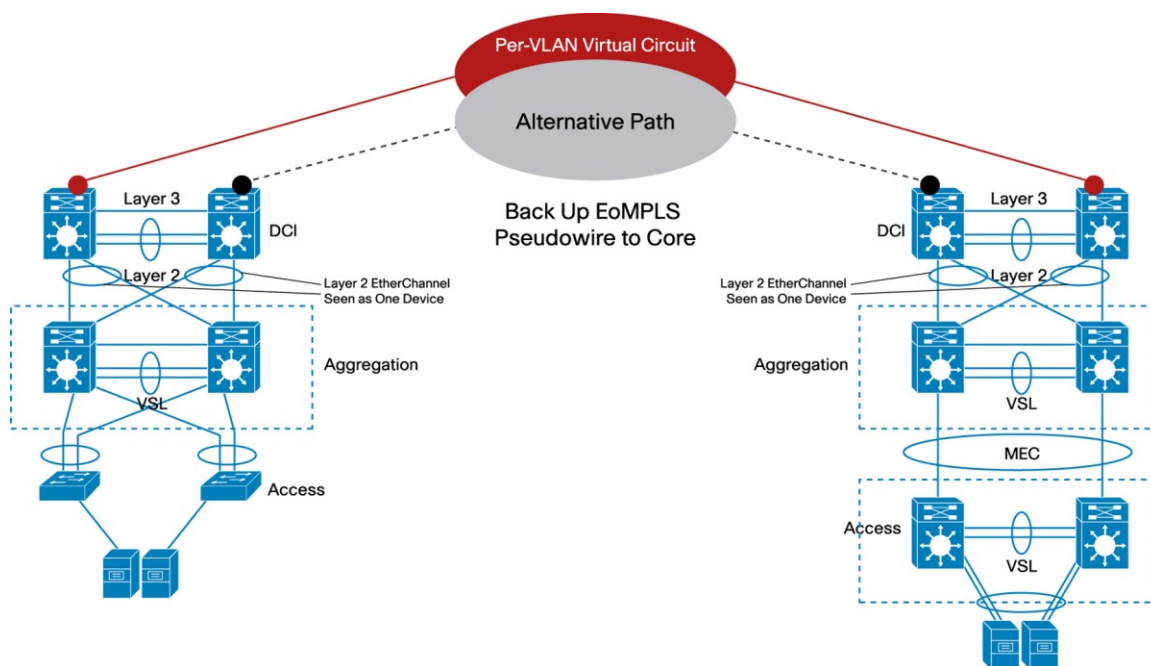 Per-VLAN Virtual Circuit
Alternative Path
Back Up EoMPLS
Pseudowire to Core
Layer 3
DCI
Layer 2
Layer 2 EtherChannel
Seen as One Device
Aggregation
VSL
Access
Layer 3
DCI
Layer 2
Layer 2 EtherChannel
Seen as One Device
Aggregation
VSL
MEC
Access
VSL